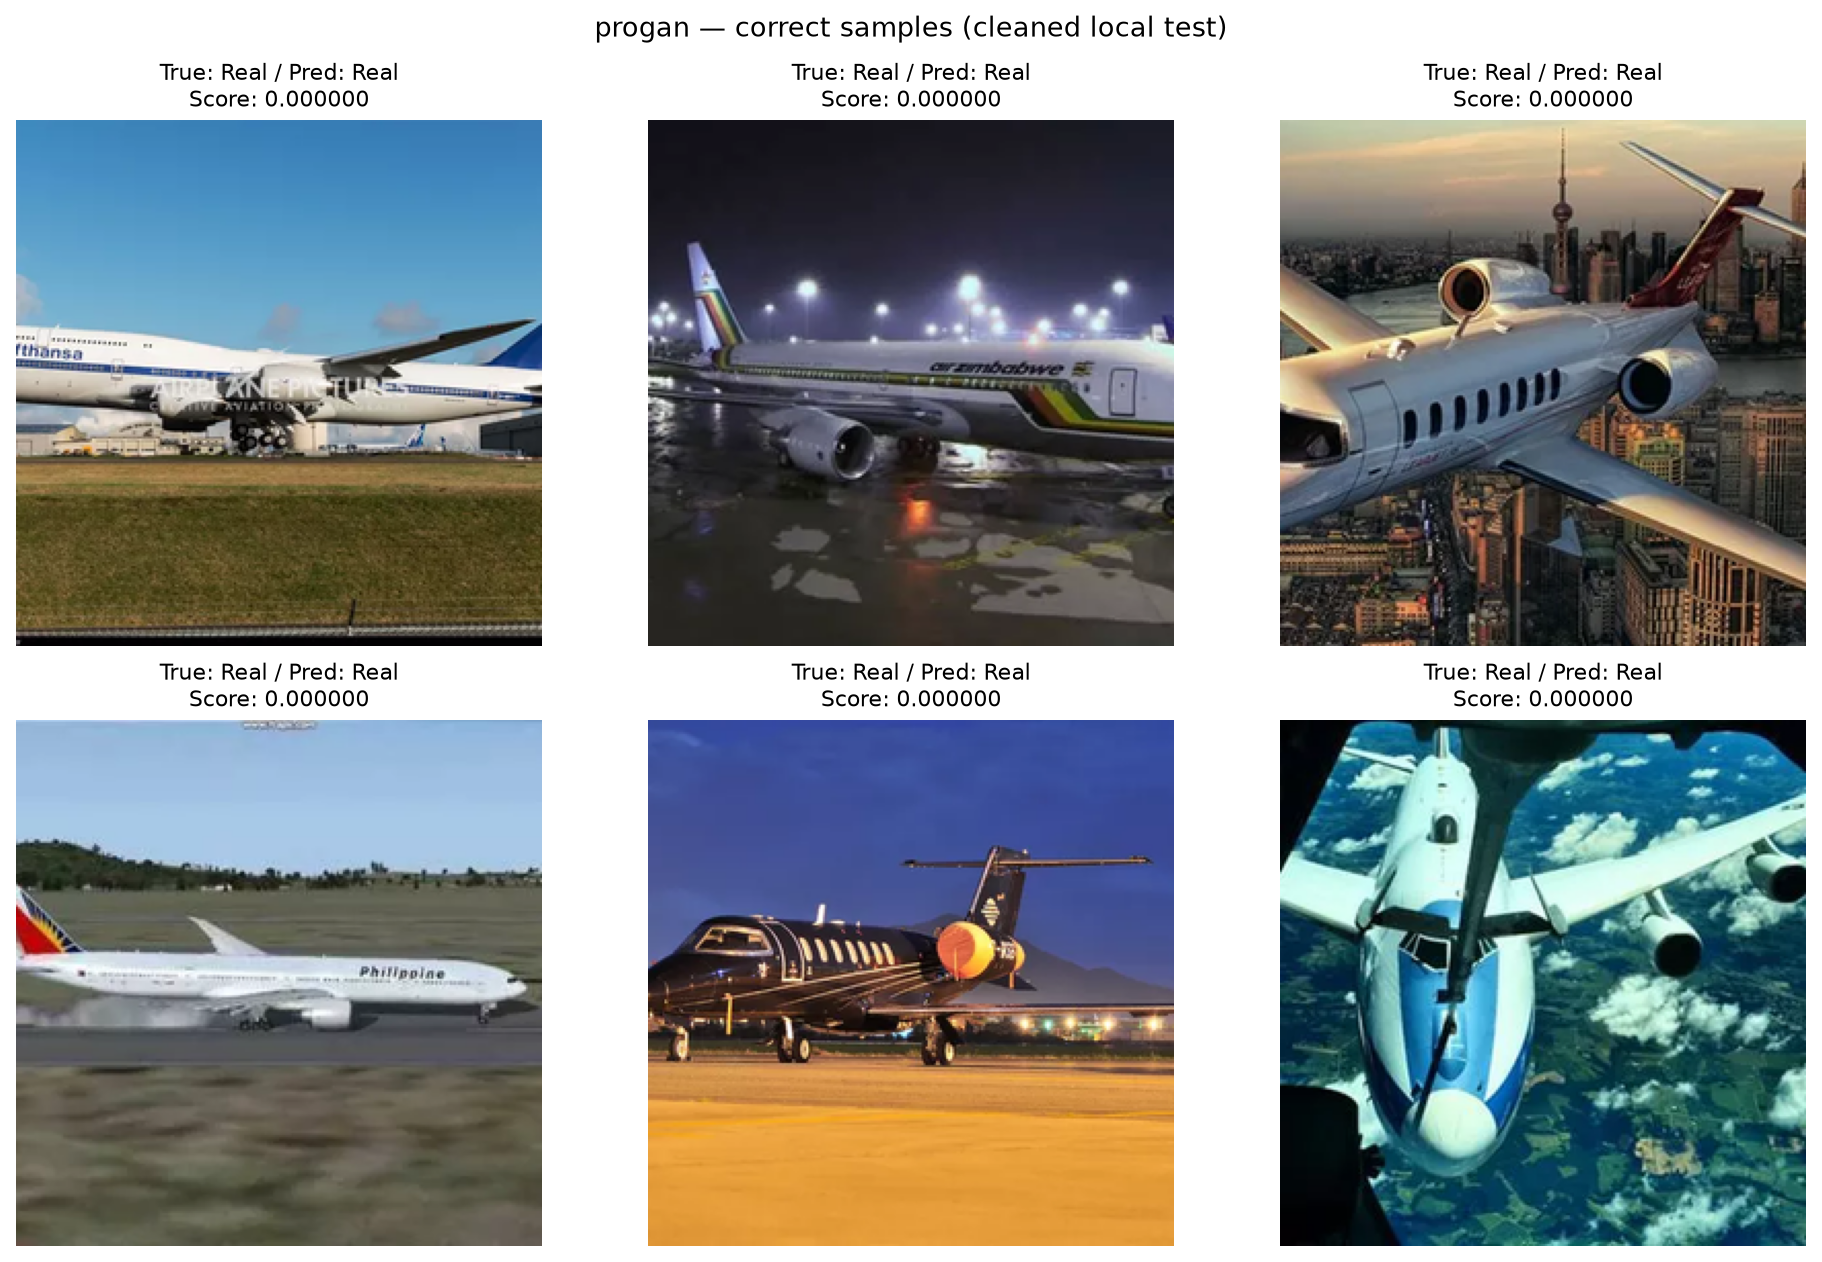 progan — correct samples (cleaned local test)
True: Real / Pred: Real
Score: 0.000000
True: Real / Pred: Real
Score: 0.000000
True: Real / Pred: Real
Score: 0.000000
fthansa
AIRPLANE PICTURES
air zimbabwe
True: Real / Pred: Real
Score: 0.000000
True: Real / Pred: Real
Score: 0.000000
True: Real / Pred: Real
Score: 0.000000
Philippine